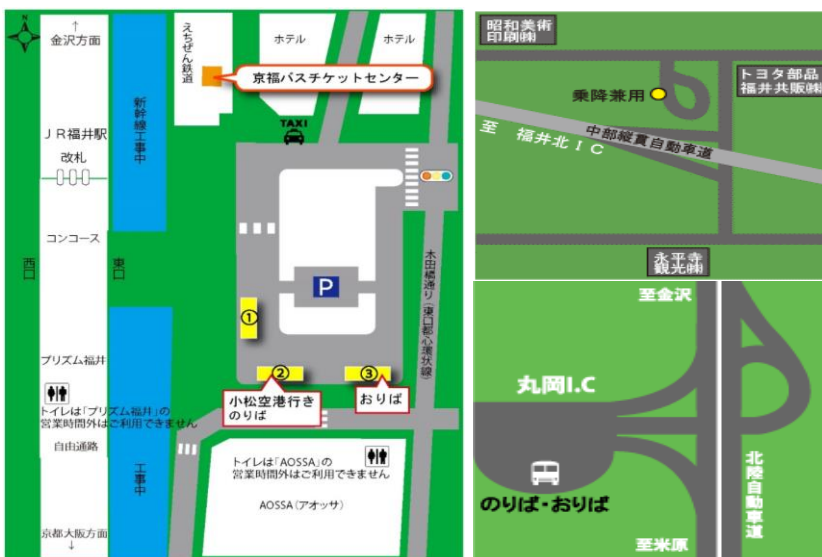 N
↑
金沢方面
えちぜん鉄道
ホテル
ホテル
京福バスチケットセンター
新幹線工事中
TAXI
JR福井駅
改札
コンコース
西口
東口
木田橋通り(東口都心環状線)
P
①
②
③
小松空港行き
のりば
おりば
プリズム福井
トイレは「プリズム福井」の
営業時間外はご利用できません
自由通路
工事中
トイレは「AOSSA」の
営業時間外はご利用できません
AOSSA(アオッサ)
京都大阪方面
↓
昭和美術
印刷㈱
トヨタ部品
福井共販㈱
乗降兼用
至 福井北IC
中部縦貫自動車道
永平寺
観光㈱
至金沢
丸岡I.C
のりば・おりば
北陸自動車道
至米原